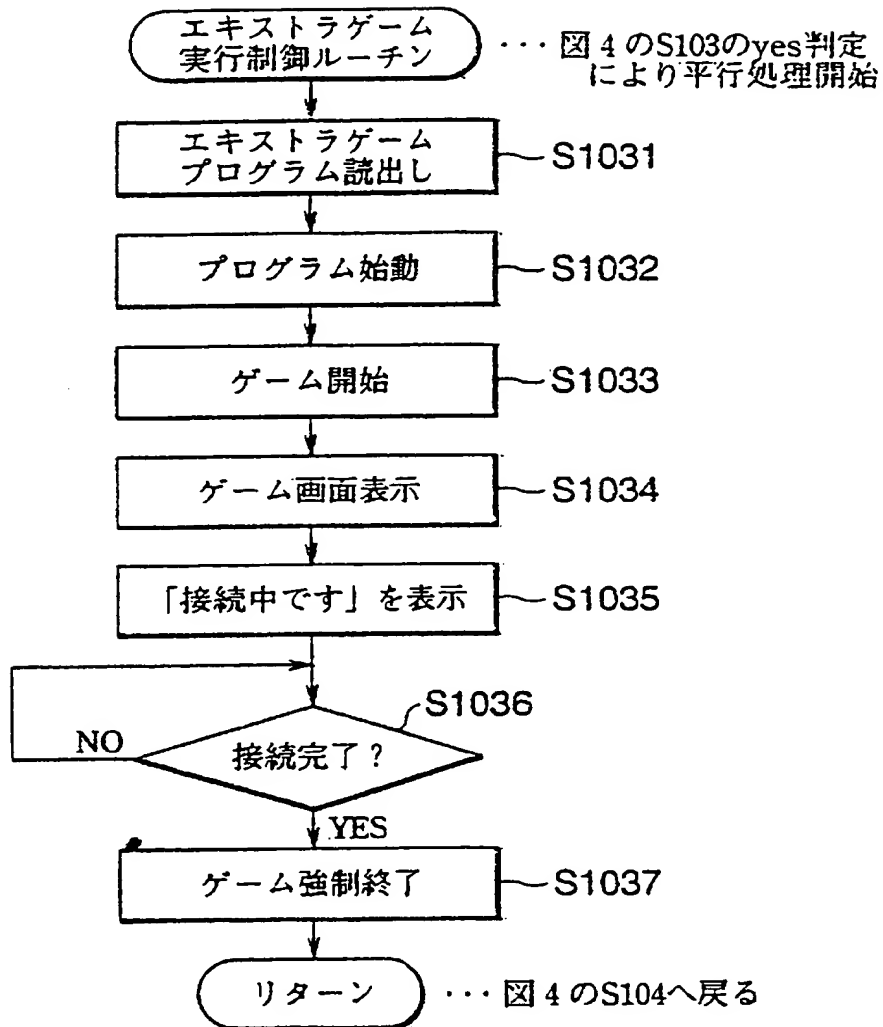 エキストラゲーム
実行制御ルーチン
・・・図4のS103のyes判定
により平行処理開始
エキストラゲーム
プログラム読出し
S1031
プログラム始動
S1032
ゲーム開始
S1033
ゲーム画面表示
S1034
「接続中です」を表示
S1035
S1036
NO
接続完了?
YES
ゲーム強制終了
S1037
リターン
・・・図4のS104へ戻る